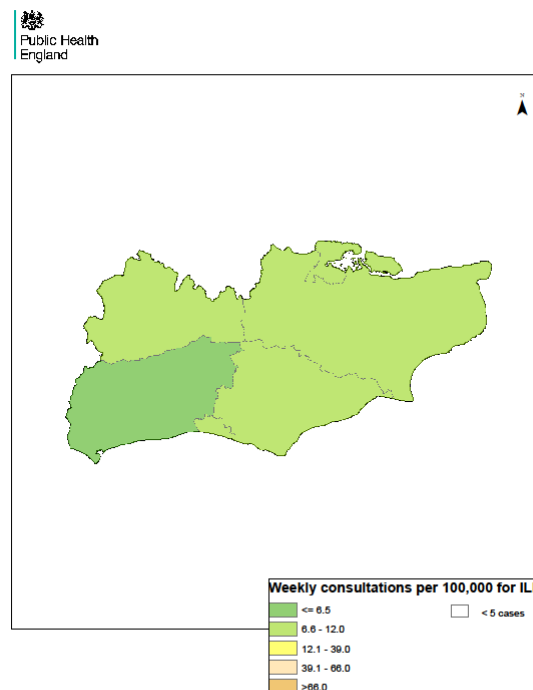 Public Health
England
N
Weekly consultations per 100,000 for IL
<= 6.5
< 5 cases
6.6 - 12.0
12.1 - 39.0
39.1 - 66.0
>66.0